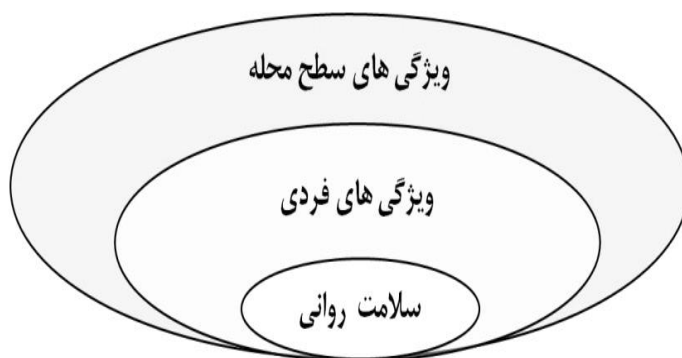 ویژگی های سطح محله
ویژگی های فردی
سلامت روانی